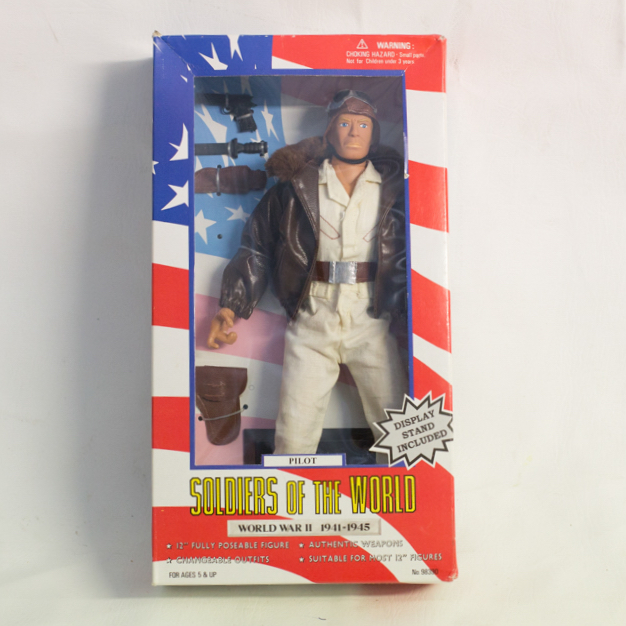 WARNING:
CHOKING HAZARD-Small parts.
Not for Children under 3 years
DISPLAY
STAND
INCLUDED
PILOT
SOLDIERS OF THE WORLD
WORLD WAR II 1941-1945
★ 12" FULLY POSEABLE FIGURE ★ AUTHENTIC WEAPONS
★ CHANGEABLE OUTFITS ★ SUITABLE FOR MOST 12" FIGURES
FOR AGES 5 & UP No.